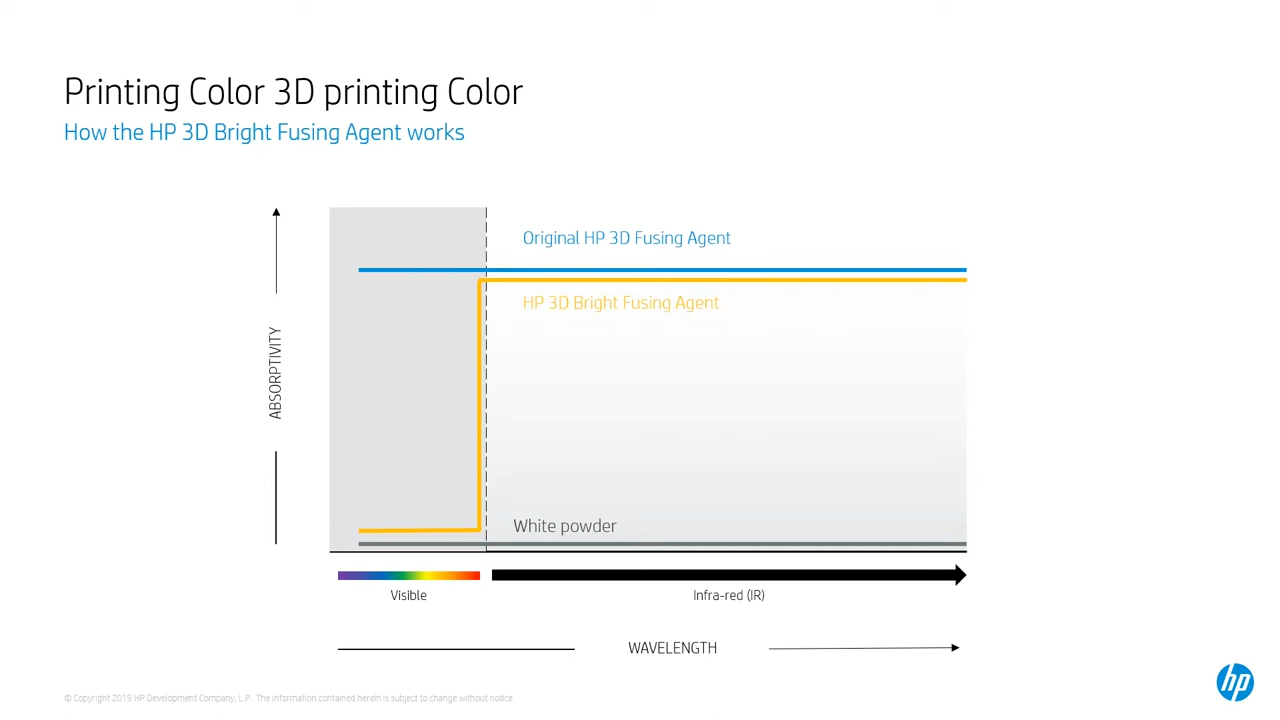 Printing Color 3D printing Color
How the HP 3D Bright Fusing Agent works
Original HP 3D Fusing Agent
HP 3D Bright Fusing Agent
ABSORPTIVITY
White powder
Visible
Infra-red (IR)
WAVELENGTH
© Copyright 2019 HP Development Company, L.P. The information contained herein is subject to change without notice.
hp